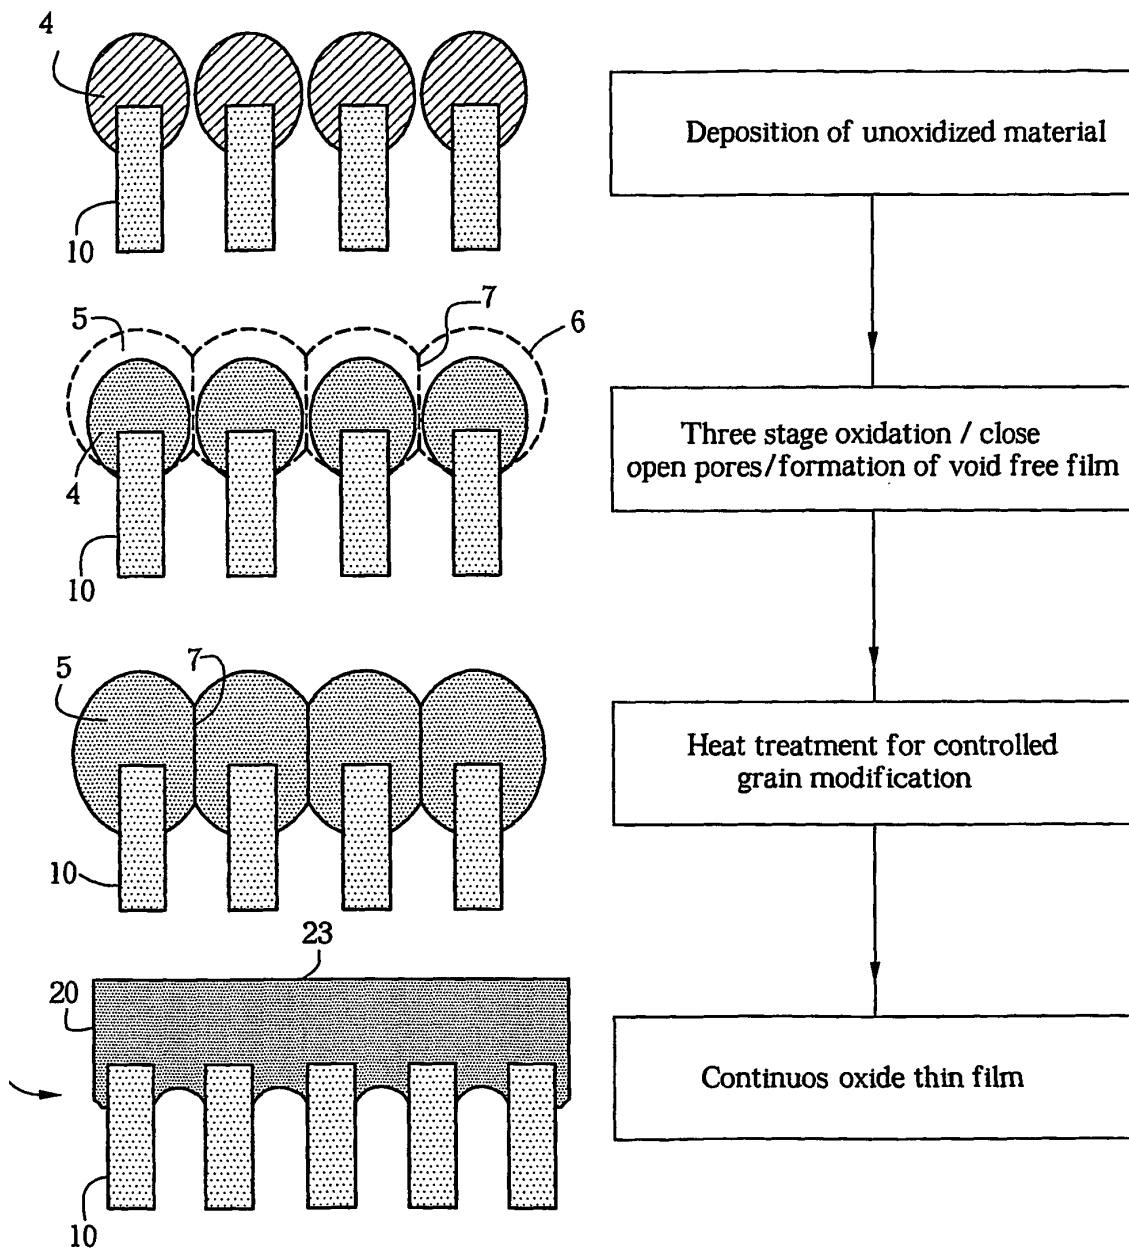 4
10
Deposition of unoxidized material
5
7
6
4
10
Three stage oxidation / close
open pores/formation of void free film
5
7
10
Heat treatment for controlled
grain modification
23
20
10
Continuos oxide thin film